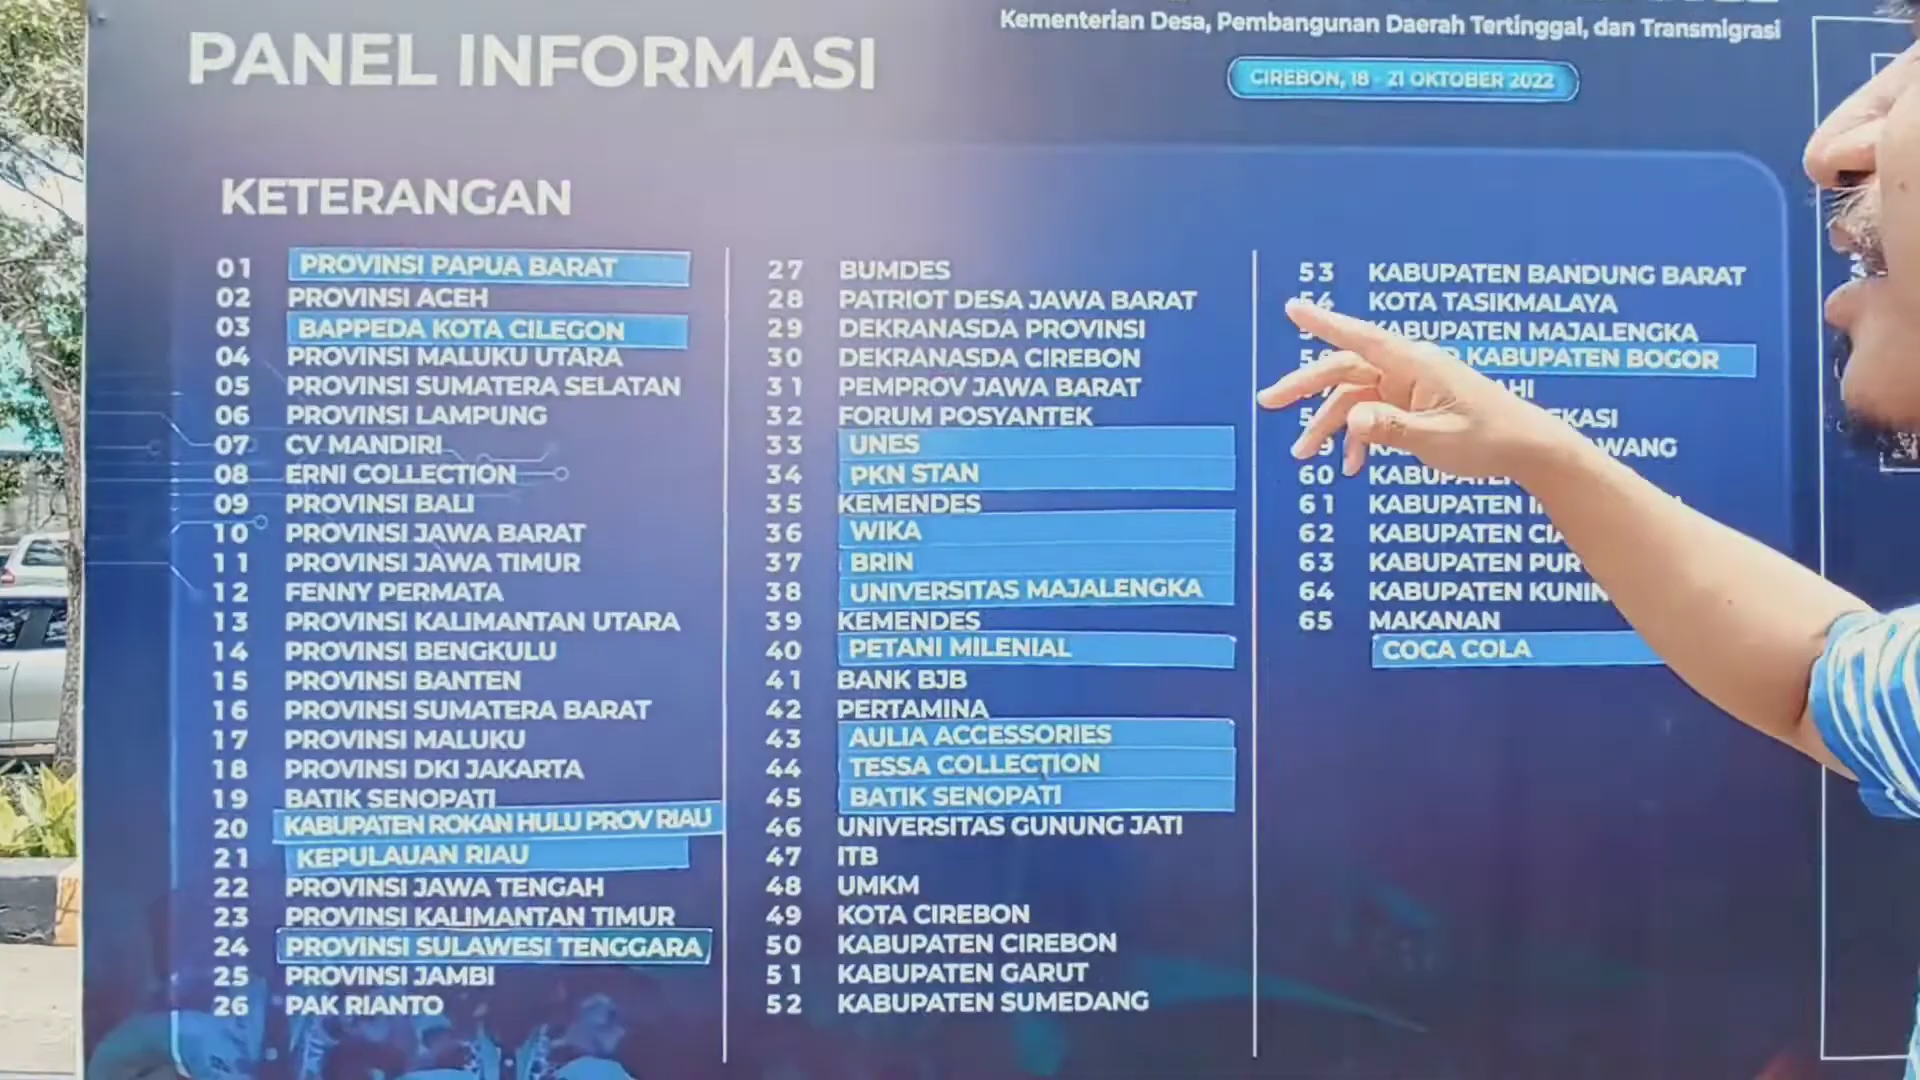 Kementerian Desa, Pembangunan Daerah Tertinggal, dan Transmigrasi
PANEL INFORMASI
CIREBON, 18 - 21 OKTOBER 2022
KETERANGAN
01 PROVINSI PAPUA BARAT
02 PROVINSI ACEH
03 BAPPEDA KOTA CILEGON
04 PROVINSI MALUKU UTARA
05 PROVINSI SUMATERA SELATAN
06 PROVINSI LAMPUNG
07 CV MANDIRI
08 ERNI COLLECTION
09 PROVINSI BALI
10 PROVINSI JAWA BARAT
11 PROVINSI JAWA TIMUR
12 FENNY PERMATA
13 PROVINSI KALIMANTAN UTARA
14 PROVINSI BENGKULU
15 PROVINSI BANTEN
16 PROVINSI SUMATERA BARAT
17 PROVINSI MALUKU
18 PROVINSI DKI JAKARTA
19 BATIK SENOPATI
20 KABUPATEN ROKAN HULU PROV RIAU
21 KEPULAUAN RIAU
22 PROVINSI JAWA TENGAH
23 PROVINSI KALIMANTAN TIMUR
24 PROVINSI SULAWESI TENGGARA
25 PROVINSI JAMBI
26 PAK RIANTO
27 BUMDES
28 PATRIOT DESA JAWA BARAT
29 DEKRANASDA PROVINSI
30 DEKRANASDA CIREBON
31 PEMPROV JAWA BARAT
32 FORUM POSYANTEK
33 UNES
34 PKN STAN
35 KEMENDES
36 WIKA
37 BRIN
38 UNIVERSITAS MAJALENGKA
39 KEMENDES
40 PETANI MILENIAL
41 BANK BJB
42 PERTAMINA
43 AULIA ACCESSORIES
44 TESSA COLLECTION
45 BATIK SENOPATI
46 UNIVERSITAS GUNUNG JATI
47 ITB
48 UMKM
49 KOTA CIREBON
50 KABUPATEN CIREBON
51 KABUPATEN GARUT
52 KABUPATEN SUMEDANG
53 KABUPATEN BANDUNG BARAT
54 KOTA TASIKMALAYA
KABUPATEN MAJALENGKA
KABUPATEN BOGOR
60 KABUPATEN
61 KABUPATEN
62 KABUPATEN
63 KABUPATEN
64 KABUPATEN
65 MAKANAN
COCA COLA